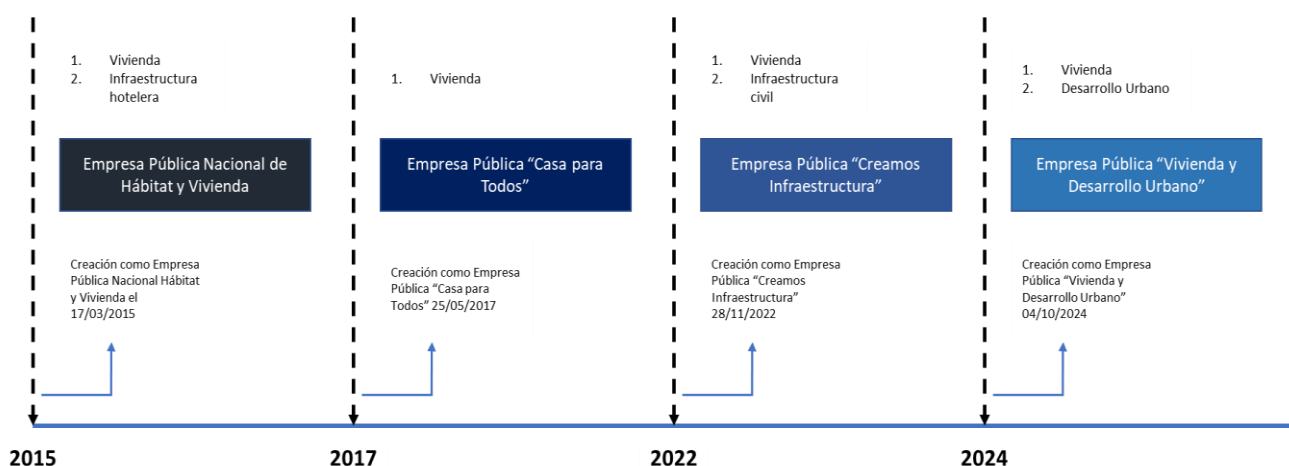 1. Vivienda
2. Infraestructura
hotelera
Empresa Pública Nacional de
Hábitat y Vivienda
Creación como Empresa
Pública Nacional Hábitat
y Vivienda el
17/03/2015
2015
1. Vivienda
Empresa Pública “Casa para
Todos”
Creación como Empresa
Pública “Casa para
Todos” 25/05/2017
2017
1. Vivienda
2. Infraestructura
civil
Empresa Pública “Creamos
Infraestructura”
Creación como Empresa
Pública “Creamos
Infraestructura”
28/11/2022
2022
1. Vivienda
2. Desarrollo Urbano
Empresa Pública “Vivienda y
Desarrollo Urbano”
Creación como Empresa
Pública “Vivienda y
Desarrollo Urbano”
04/10/2024
2024